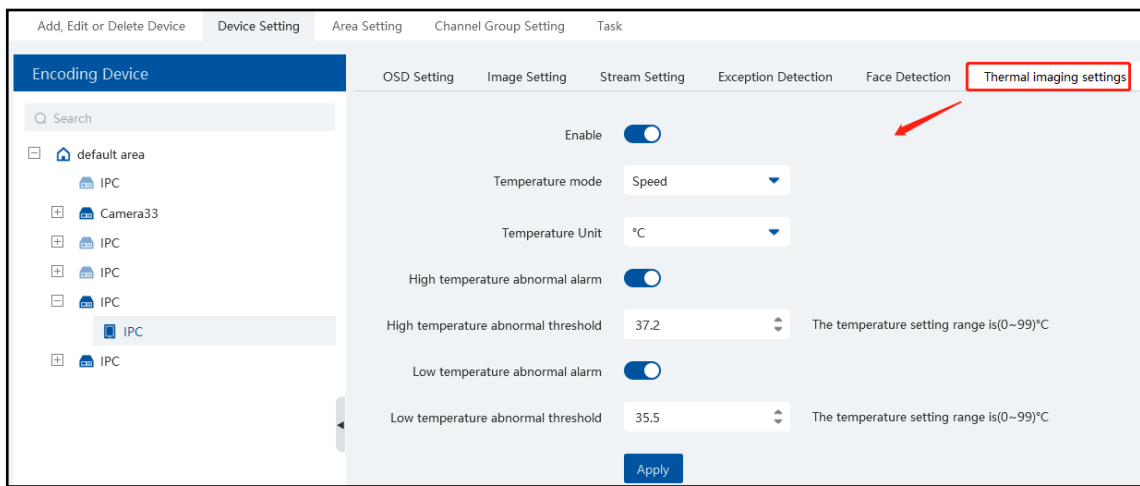 Add, Edit or Delete Device Device Setting Area Setting Channel Group Setting Task
Encoding Device
OSD Setting Image Setting Stream Setting Exception Detection Face Detection Thermal imaging settings
Search
Enable
default area
IPC
Temperature mode Speed
Camera33
IPC
Temperature Unit °C
IPC
High temperature abnormal alarm
IPC
IPC
High temperature abnormal threshold 37.2 The temperature setting range is(0~99)°C
IPC
Low temperature abnormal alarm
Low temperature abnormal threshold 35.5 The temperature setting range is(0~99)°C
Apply